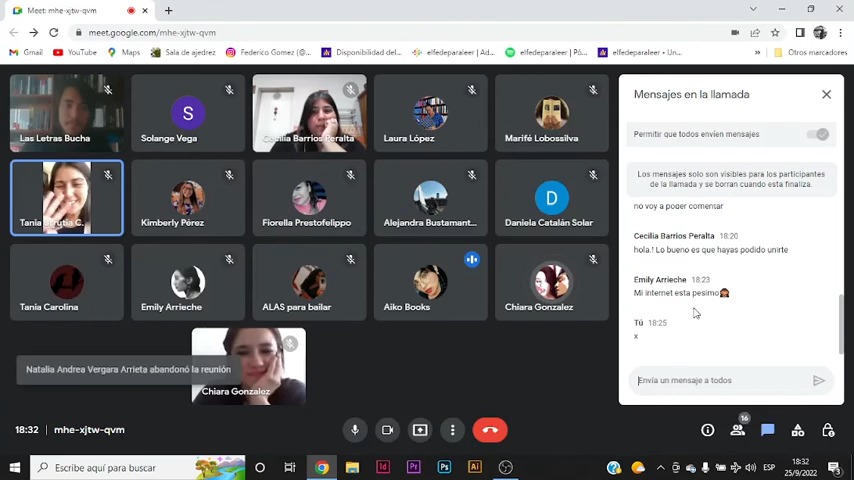 Meet: mhe-xjtw-qvm
meet.google.com/mhe-xjtw-qvm
Gmail
YouTube
Maps
Sala de ajedrez
Federico Gomez (@...
Disponibilidad del...
elfedeparaleer | Ad...
elfedeparaleer | Pó...
elfedeparaleer • Un...
»
Otros marcadores
Las Letras Bucha
S
Solange Vega
Cecilia Barrios Peralta
Laura López
Marifé Lobossvilva
Tania
C.
Kimberly Pérez
Fiorella Prestofelippo
Alejandra Bustamant...
D
Daniela Catalán Solar
Tania Carolina
Emily Arrieche
ALAS para bailar
Aiko Books
Chiara Gonzalez
Natalia Andrea Vergara Arrieta abandonó la reunión
Chiara Gonzalez
Mensajes en la llamada
Permitir que todos envíen mensajes
Los mensajes solo son visibles para los participantes
de la llamada y se borran cuando esta finaliza.
no voy a poder comentar
Cecilia Barrios Peralta 18:20
hola.! Lo bueno es que hayas podido unirte
Emily Arrieche 18:23
Mi internet esta pesimo
Tú 18:25
x
Envía un mensaje a todos
18:32 mhe-xjtw-qvm
16
Escribe aquí para buscar
Id
Pr
Ps
Ai
ESP
18:32
25/9/2022
3